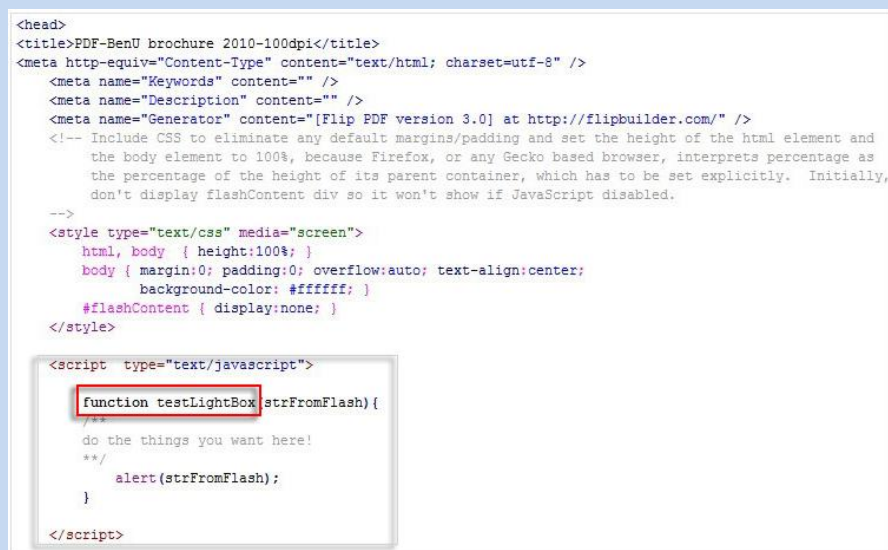 <head>
<title>PDF-BenU brochure 2010-100dpi</title>
<meta http-equiv="Content-Type" content="text/html; charset=utf-8" />
<meta name="Keywords" content="" />
<meta name="Description" content="" />
<meta name="Generator" content="[Flip PDF version 3.0] at http://flipbuilder.com/" />
<!-- Include CSS to eliminate any default margins/padding and set the height of the html element and
the body element to 100%, because Firefox, or any Gecko based browser, interprets percentage as
the percentage of the height of its parent container, which has to be set explicitly.  Initially,
don't display flashContent div so it won't show if JavaScript disabled.
-->
<style type="text/css" media="screen">
html, body  { height:100%; }
body { margin:0; padding:0; overflow:auto; text-align:center;
background-color: #ffffff; }
#flashContent { display:none; }
</style>
<script  type="text/javascript">
function testLightBox(strFromFlash){
/**
do the things you want here!
**/
alert(strFromFlash);
}
</script>